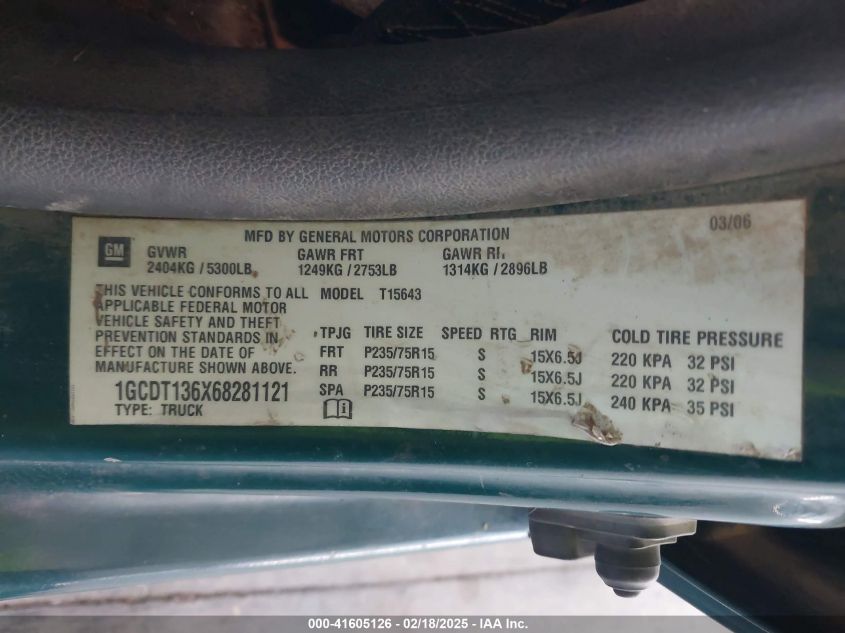 03/06
MFD BY GENERAL MOTORS CORPORATION
GM
GVWR GAWR FRT GAWR
2404KG / 5300LB 1249KG / 2753LB 1314KG / 2896LB
THIS VEHICLE CONFORMS TO ALL
APPLICABLE FEDERAL MOTOR
VEHICLE SAFETY AND THEFT
PREVENTION STANDARDS IN
EFFECT ON THE DATE OF
MANUFACTURE SHOWN ABOVE.
1GCDT136X68281121
TYPE: TRUCK
MODEL T15643
TPJG TIRE SIZE SPEED RTG RIM COLD TIRE PRESSURE
FRT P235/75R15 S 15X6.5J 220 KPA 32 PSI
RR P235/75R15 S 15X6.5J 220 KPA 32 PSI
SPA P235/75R15 S 15X6.5J 240 KPA 35 PSI
000-41605126 - 02/18/2025 - IAA Inc.